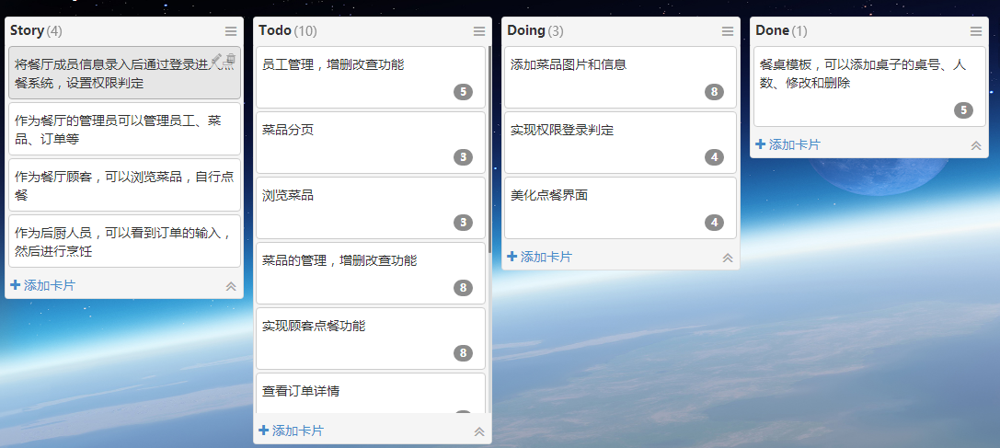 Story (4)
将餐厅成员信息录入后通过登录进入点
餐系统，设置权限判定
作为餐厅的管理员可以管理员工、菜
品、订单等
作为餐厅顾客，可以浏览菜品，自行点
餐
作为后厨人员，可以看到订单的输入，
然后进行烹饪
添加卡片
Todo (10)
员工管理，增删改查功能
5
菜品分页
3
浏览菜品
3
菜品的管理，增删改查功能
8
实现顾客点餐功能
8
查看订单详情
添加卡片
Doing (3)
添加菜品图片和信息
8
实现权限登录判定
4
美化点餐界面
4
添加卡片
Done (1)
餐桌模板，可以添加桌子的桌号、人
数、修改和删除
5
添加卡片